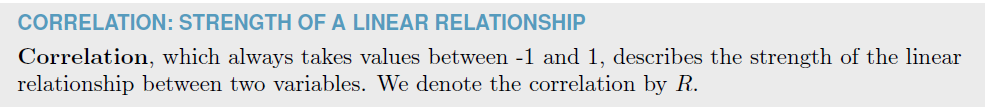 CORRELATION: STRENGTH OF A LINEAR RELATIONSHIP
Correlation, which always takes values between -1 and 1, describes the strength of the linear
relationship between two variables. We denote the correlation by R.